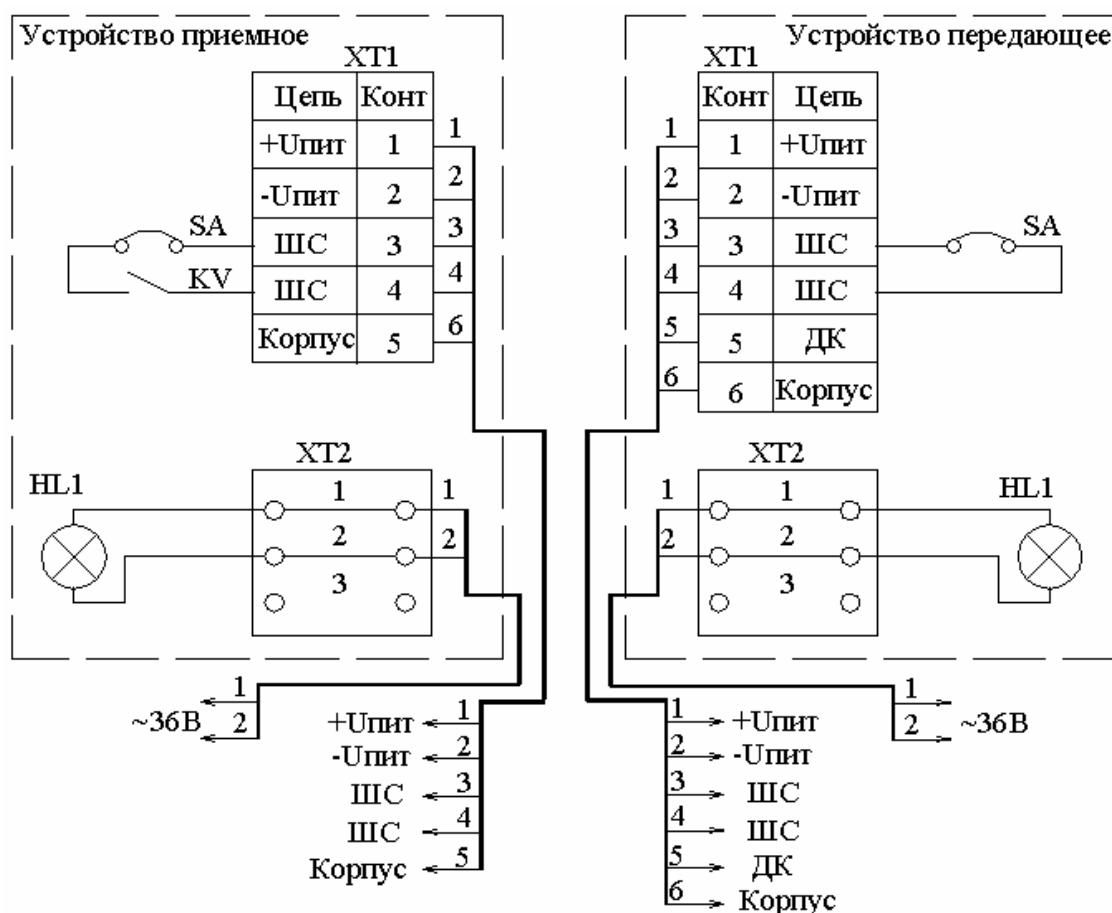 Устройство приемное
XT1
Цепь Конт
+Uпит 1 1
-Uпит 2 2
SA ШС 3 3
KV ШС 4 4
Корпус 5 6
XT2
HL1
1 1
2 2
3
Устройство передающее
XT1
Конт Цепь
1 1 +Uпит
2 2 -Uпит
3 3 ШС SA
4 4 ШС
5 5 ДК
6 6 Корпус
XT2
HL1
1 1
2 2
3
~36В
1
2
+Uпит 1
-Uпит 2
ШС 3
ШС 4
Корпус 5
1 +Uпит
2 -Uпит
3 ШС
4 ШС
5 ДК
6 Корпус
1
2
~36В